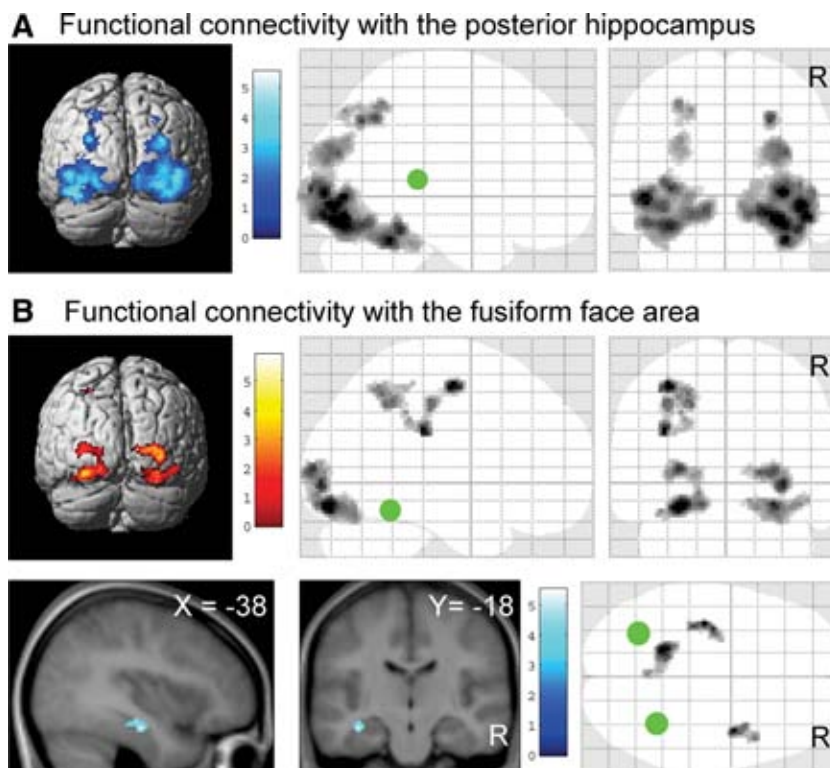 A Functional connectivity with the posterior hippocampus
5
4
3
2
1
0
R
B Functional connectivity with the fusiform face area
5
4
3
2
1
0
R
X = -38
Y= -18
R
5
4
3
2
1
0
R